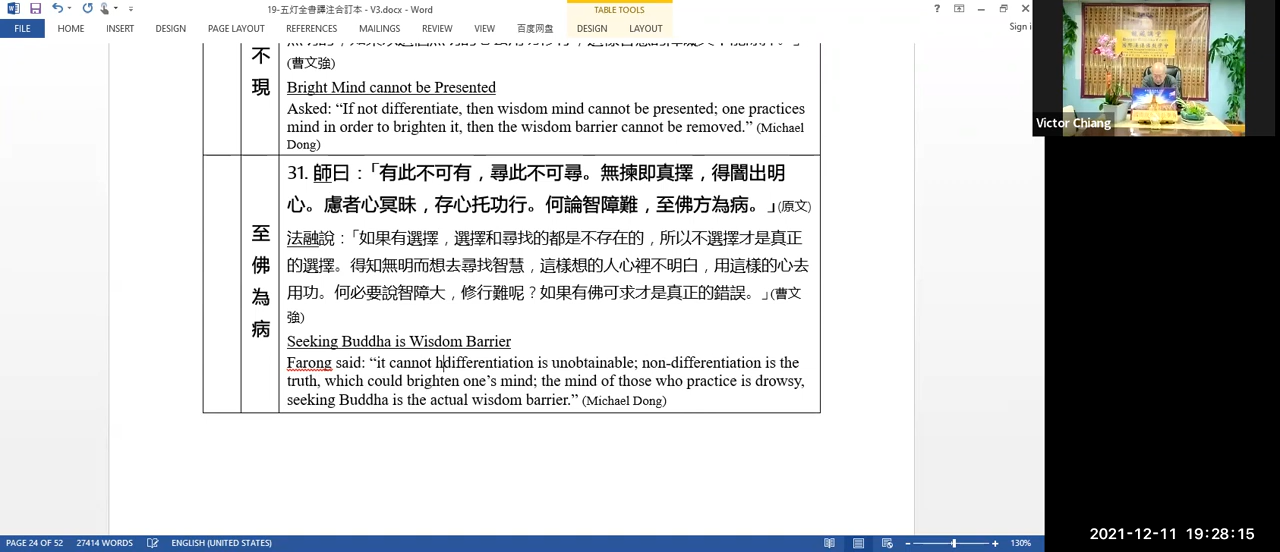 19-五灯全書譯注合訂本 - V3.docx - Word
TABLE TOOLS
FILE HOME INSERT DESIGN PAGE LAYOUT REFERENCES MAILINGS REVIEW VIEW 百度网盘 DESIGN LAYOUT
Sign i
不
現
(曹文強)
Bright Mind cannot be Presented
Asked: “If not differentiate, then wisdom mind cannot be presented; one practices
mind in order to brighten it, then the wisdom barrier cannot be removed.” (Michael
Dong)
至
佛
為
病
31. 師曰：「有此不可有，尋此不可尋。無揀即真擇，得闇出明
心。慮者心冥昧，存心托功行。何論智障難，至佛方為病。」(原文)
法融說：「如果有選擇，選擇和尋找的都是不存在的，所以不選擇才是真正
的選擇。得知無明而想去尋找智慧，這樣想的人心裡不明白，用這樣的心去
用功。何必要說智障大，修行難呢？如果有佛可求才是真正的錯誤。」(曹文
強)
Seeking Buddha is Wisdom Barrier
Farong said: “it cannot hdifferentiation is unobtainable; non-differentiation is the
truth, which could brighten one’s mind; the mind of those who practice is drowsy,
seeking Buddha is the actual wisdom barrier.” (Michael Dong)
Victor Chiang
2021-12-11 19:28:15
PAGE 24 OF 52 27414 WORDS ENGLISH (UNITED STATES) 130%